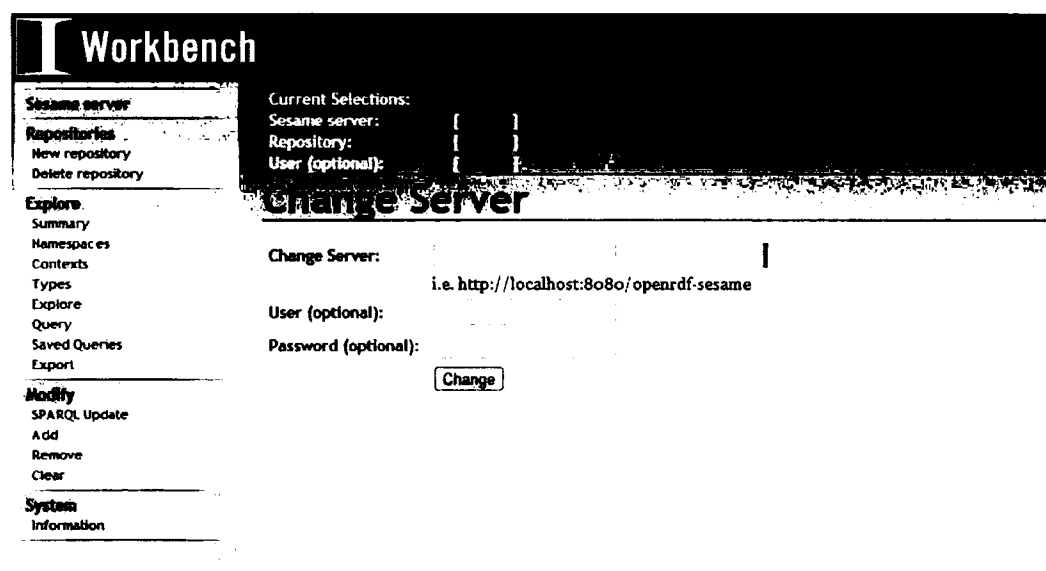 Workbench
Sesame server
Repositories
New repository
Delete repository
Explore
Summary
Namespaces
Contexts
Types
Explore
Query
Saved Queries
Export
Modify
SPARQL Update
Add
Remove
Clear
System
Information
Current Selections:
Sesame server: [ ]
Repository: [ ]
User (optional): [ ]
Change Server
Change Server:
i.e. http://localhost:8080/openrdf-sesame
User (optional):
Password (optional):
Change